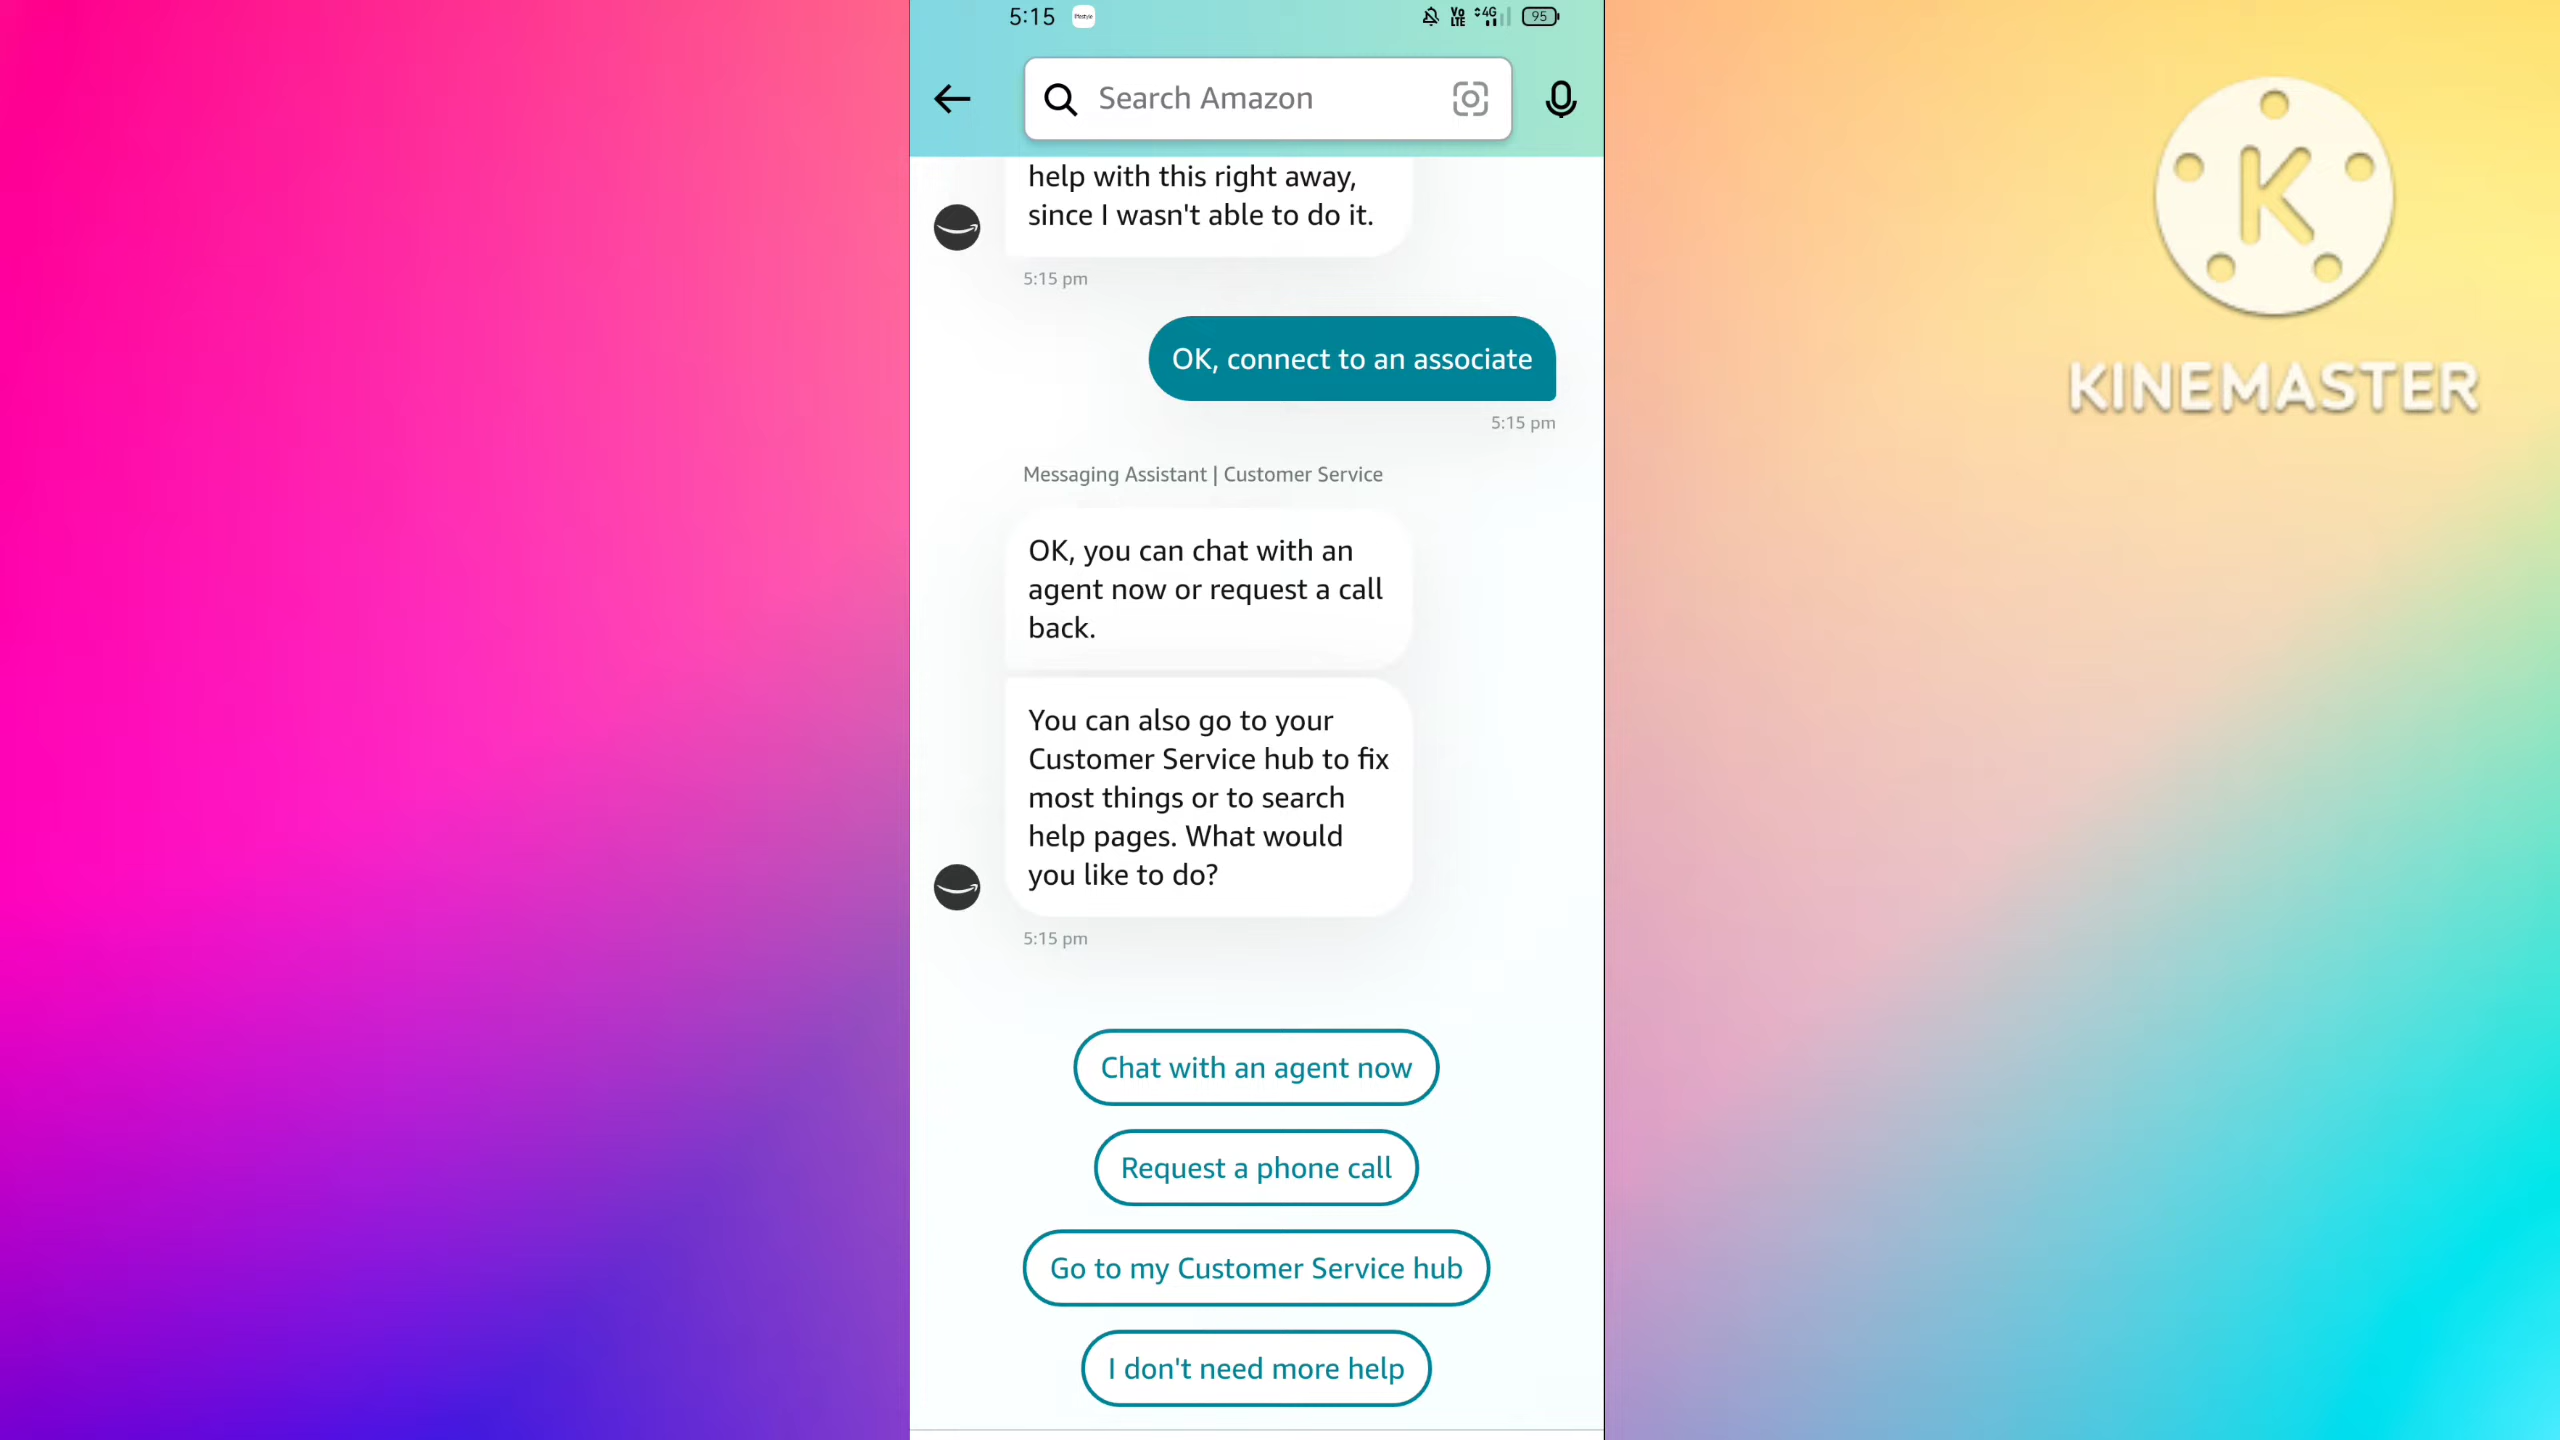 5:15
Vo
LTE
4G
95
Search Amazon
K
KINEMASTER
help with this right away,
since I wasn't able to do it.
5:15 pm
OK, connect to an associate
5:15 pm
Messaging Assistant | Customer Service
OK, you can chat with an
agent now or request a call
back.
You can also go to your
Customer Service hub to fix
most things or to search
help pages. What would
you like to do?
5:15 pm
Chat with an agent now
Request a phone call
Go to my Customer Service hub
I don't need more help